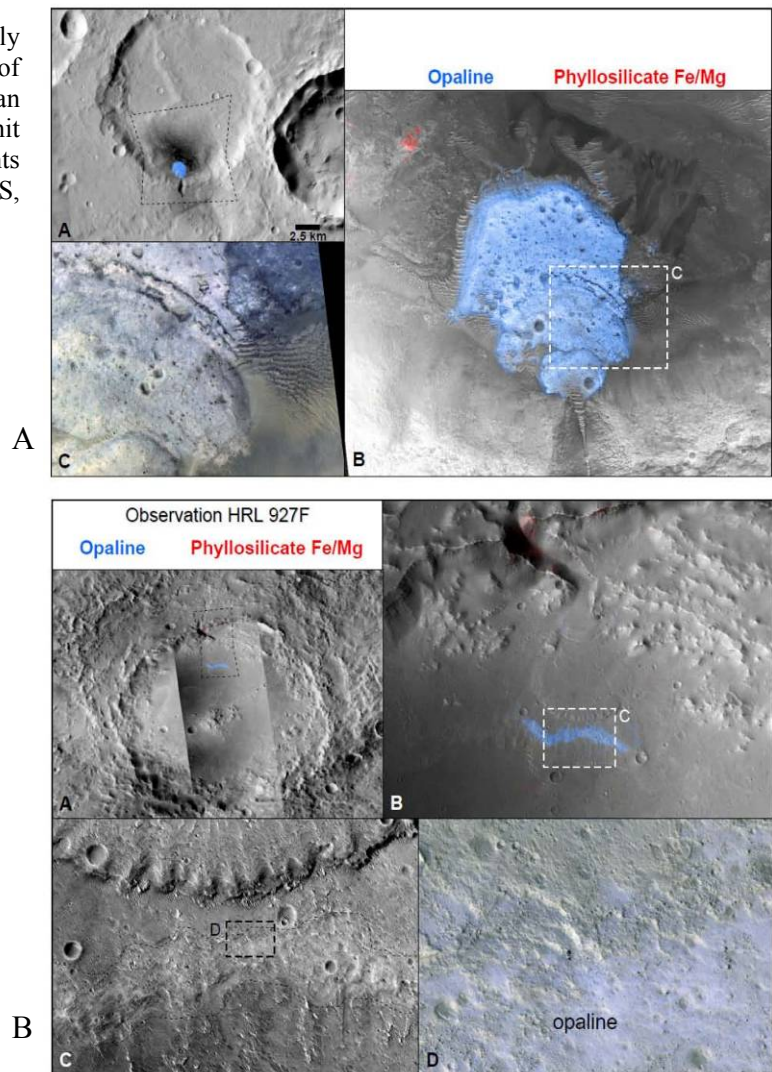 ly
of
an
nit
nts
S,
Opaline Phyllosilicate Fe/Mg
A
2.5 km
C
C
B
A
Observation HRL 927F
Opaline Phyllosilicate Fe/Mg
A
C
B
D
C
opaline
D
B